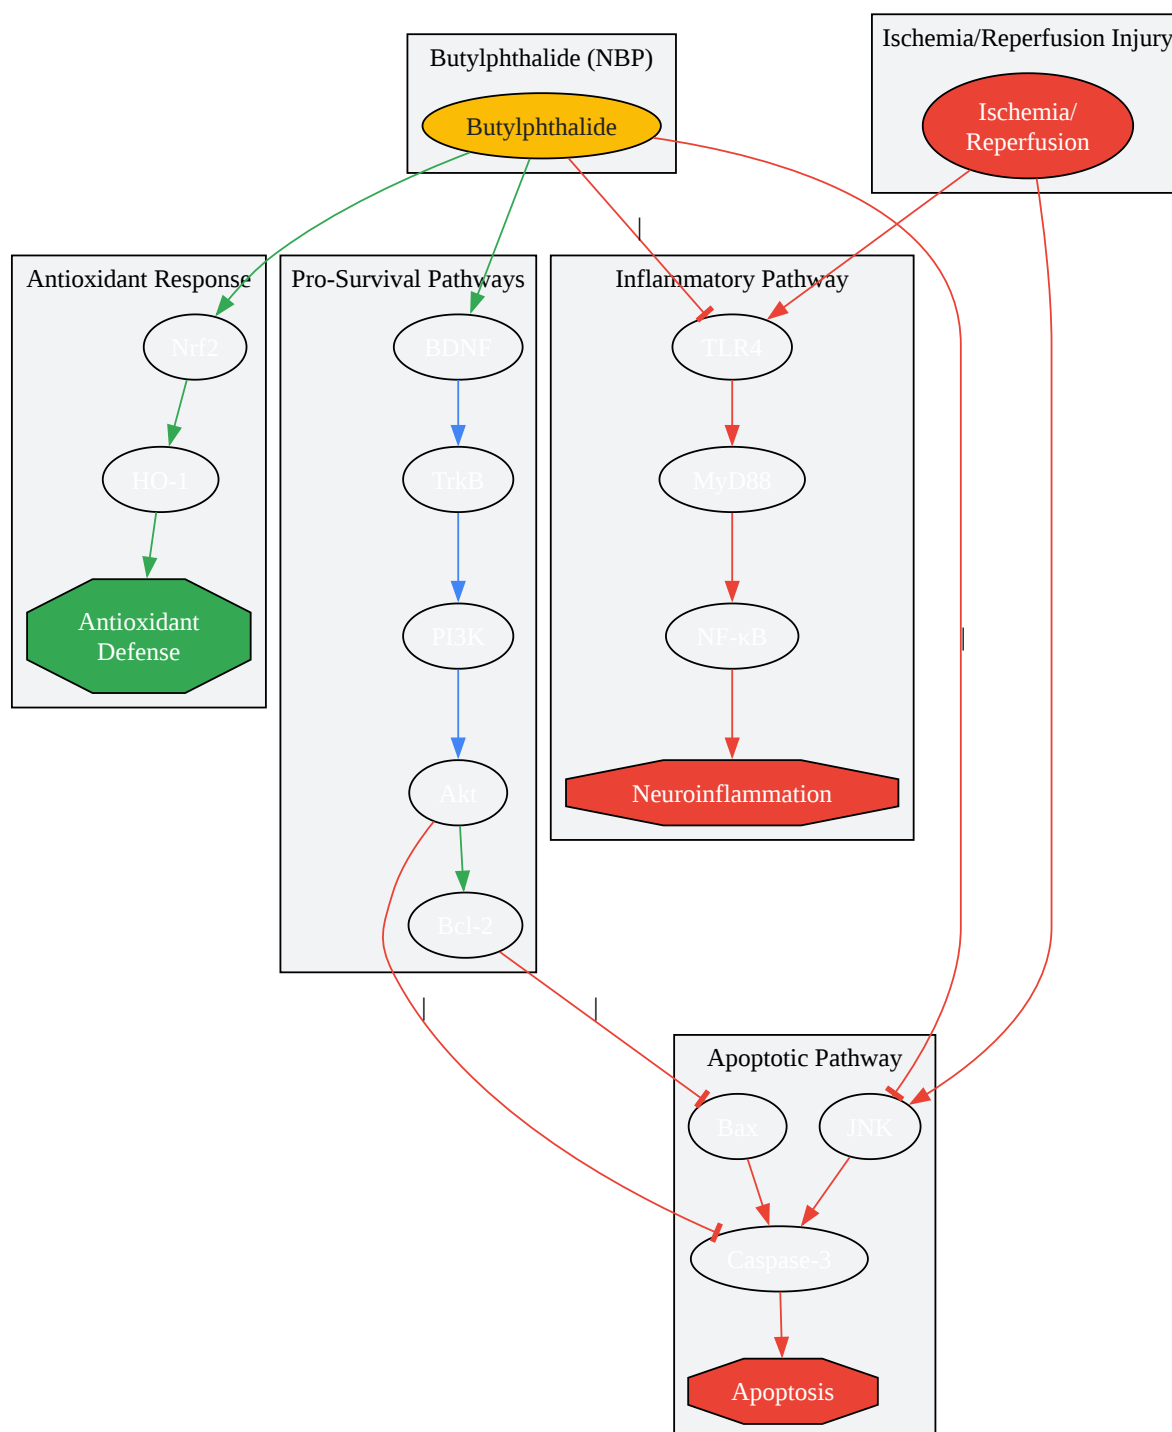 Butylphthalide (NBP)
Butylphthalide
Ischemia/Reperfusion Injury
Ischemia/
Reperfusion
Antioxidant Response
Nrf2
HO-1
Antioxidant
Defense
Pro-Survival Pathways
BDNF
TrkB
PI3K
Akt
Bcl-2
Inflammatory Pathway
TLR4
MyD88
NF-κB
Neuroinflammation
|
|
|
|
Apoptotic Pathway
Bax
JNK
Caspase-3
Apoptosis